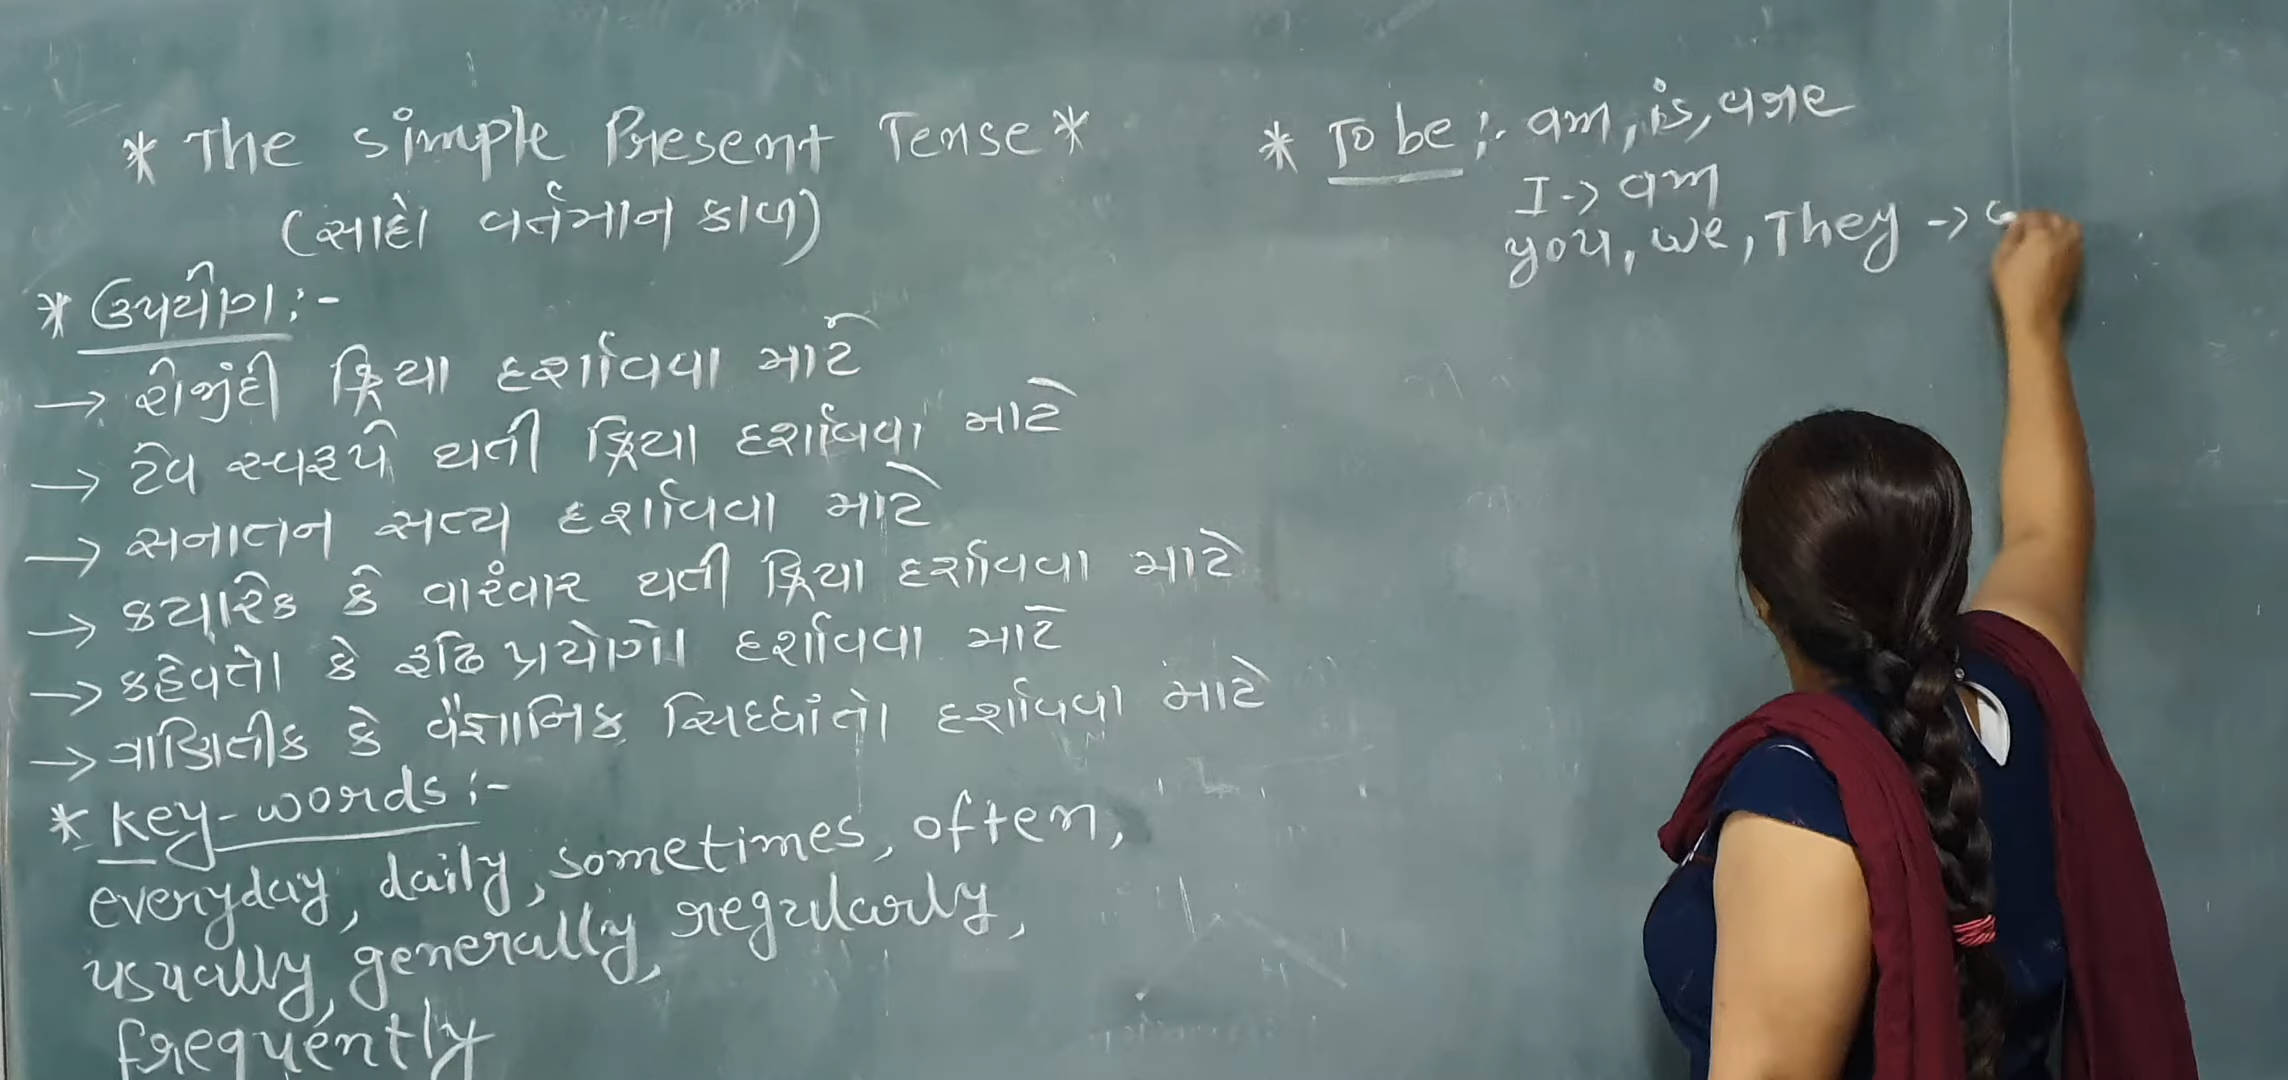 * The Simple Present Tense *
(સાદો વર્તમાન કાળ)
* ઉપયોગ :-
→ રોજીંદી ક્રિયા દર્શાવવા માટે
→ ટેવ સ્વરૂપે થતી ક્રિયા દર્શાવવા માટે
→ સનાતન સત્ય દર્શાવવા માટે
→ કયારેક કે વારંવાર થતી ક્રિયા દર્શાવવા માટે
→ કહેવતો કે રૂઢિ પ્રયોગો દર્શાવવા માટે
→ ગાણિતીક કે વૈજ્ઞાનિક સિદ્ધાંતો દર્શાવવા માટે
* Key-words :-
everyday, daily, sometimes, often,
usually, generally, regularly,
frequently
* To be :- am, is, are
I -> am
you, we, They ->